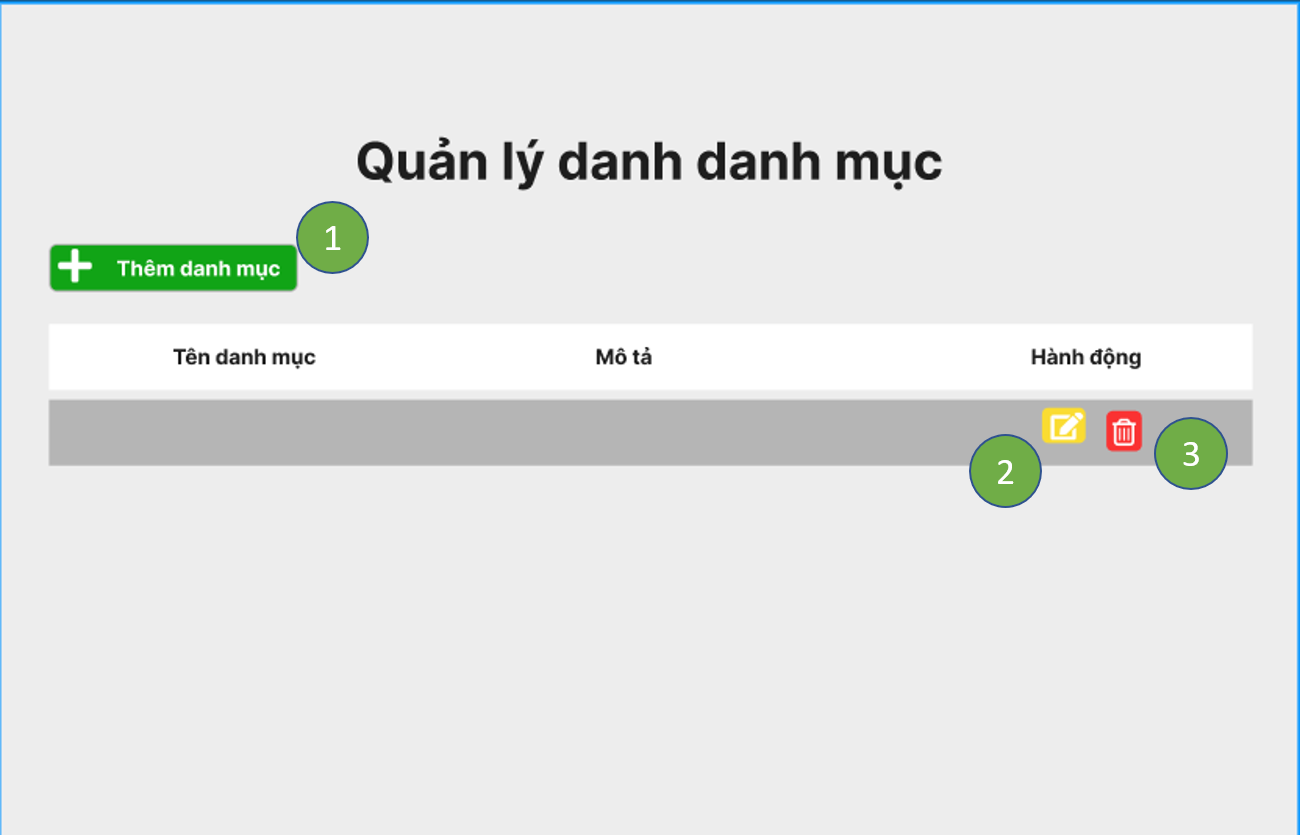 Quản lý danh danh mục
1
Thêm danh mục
Tên danh mục Mô tả Hành động
2
3